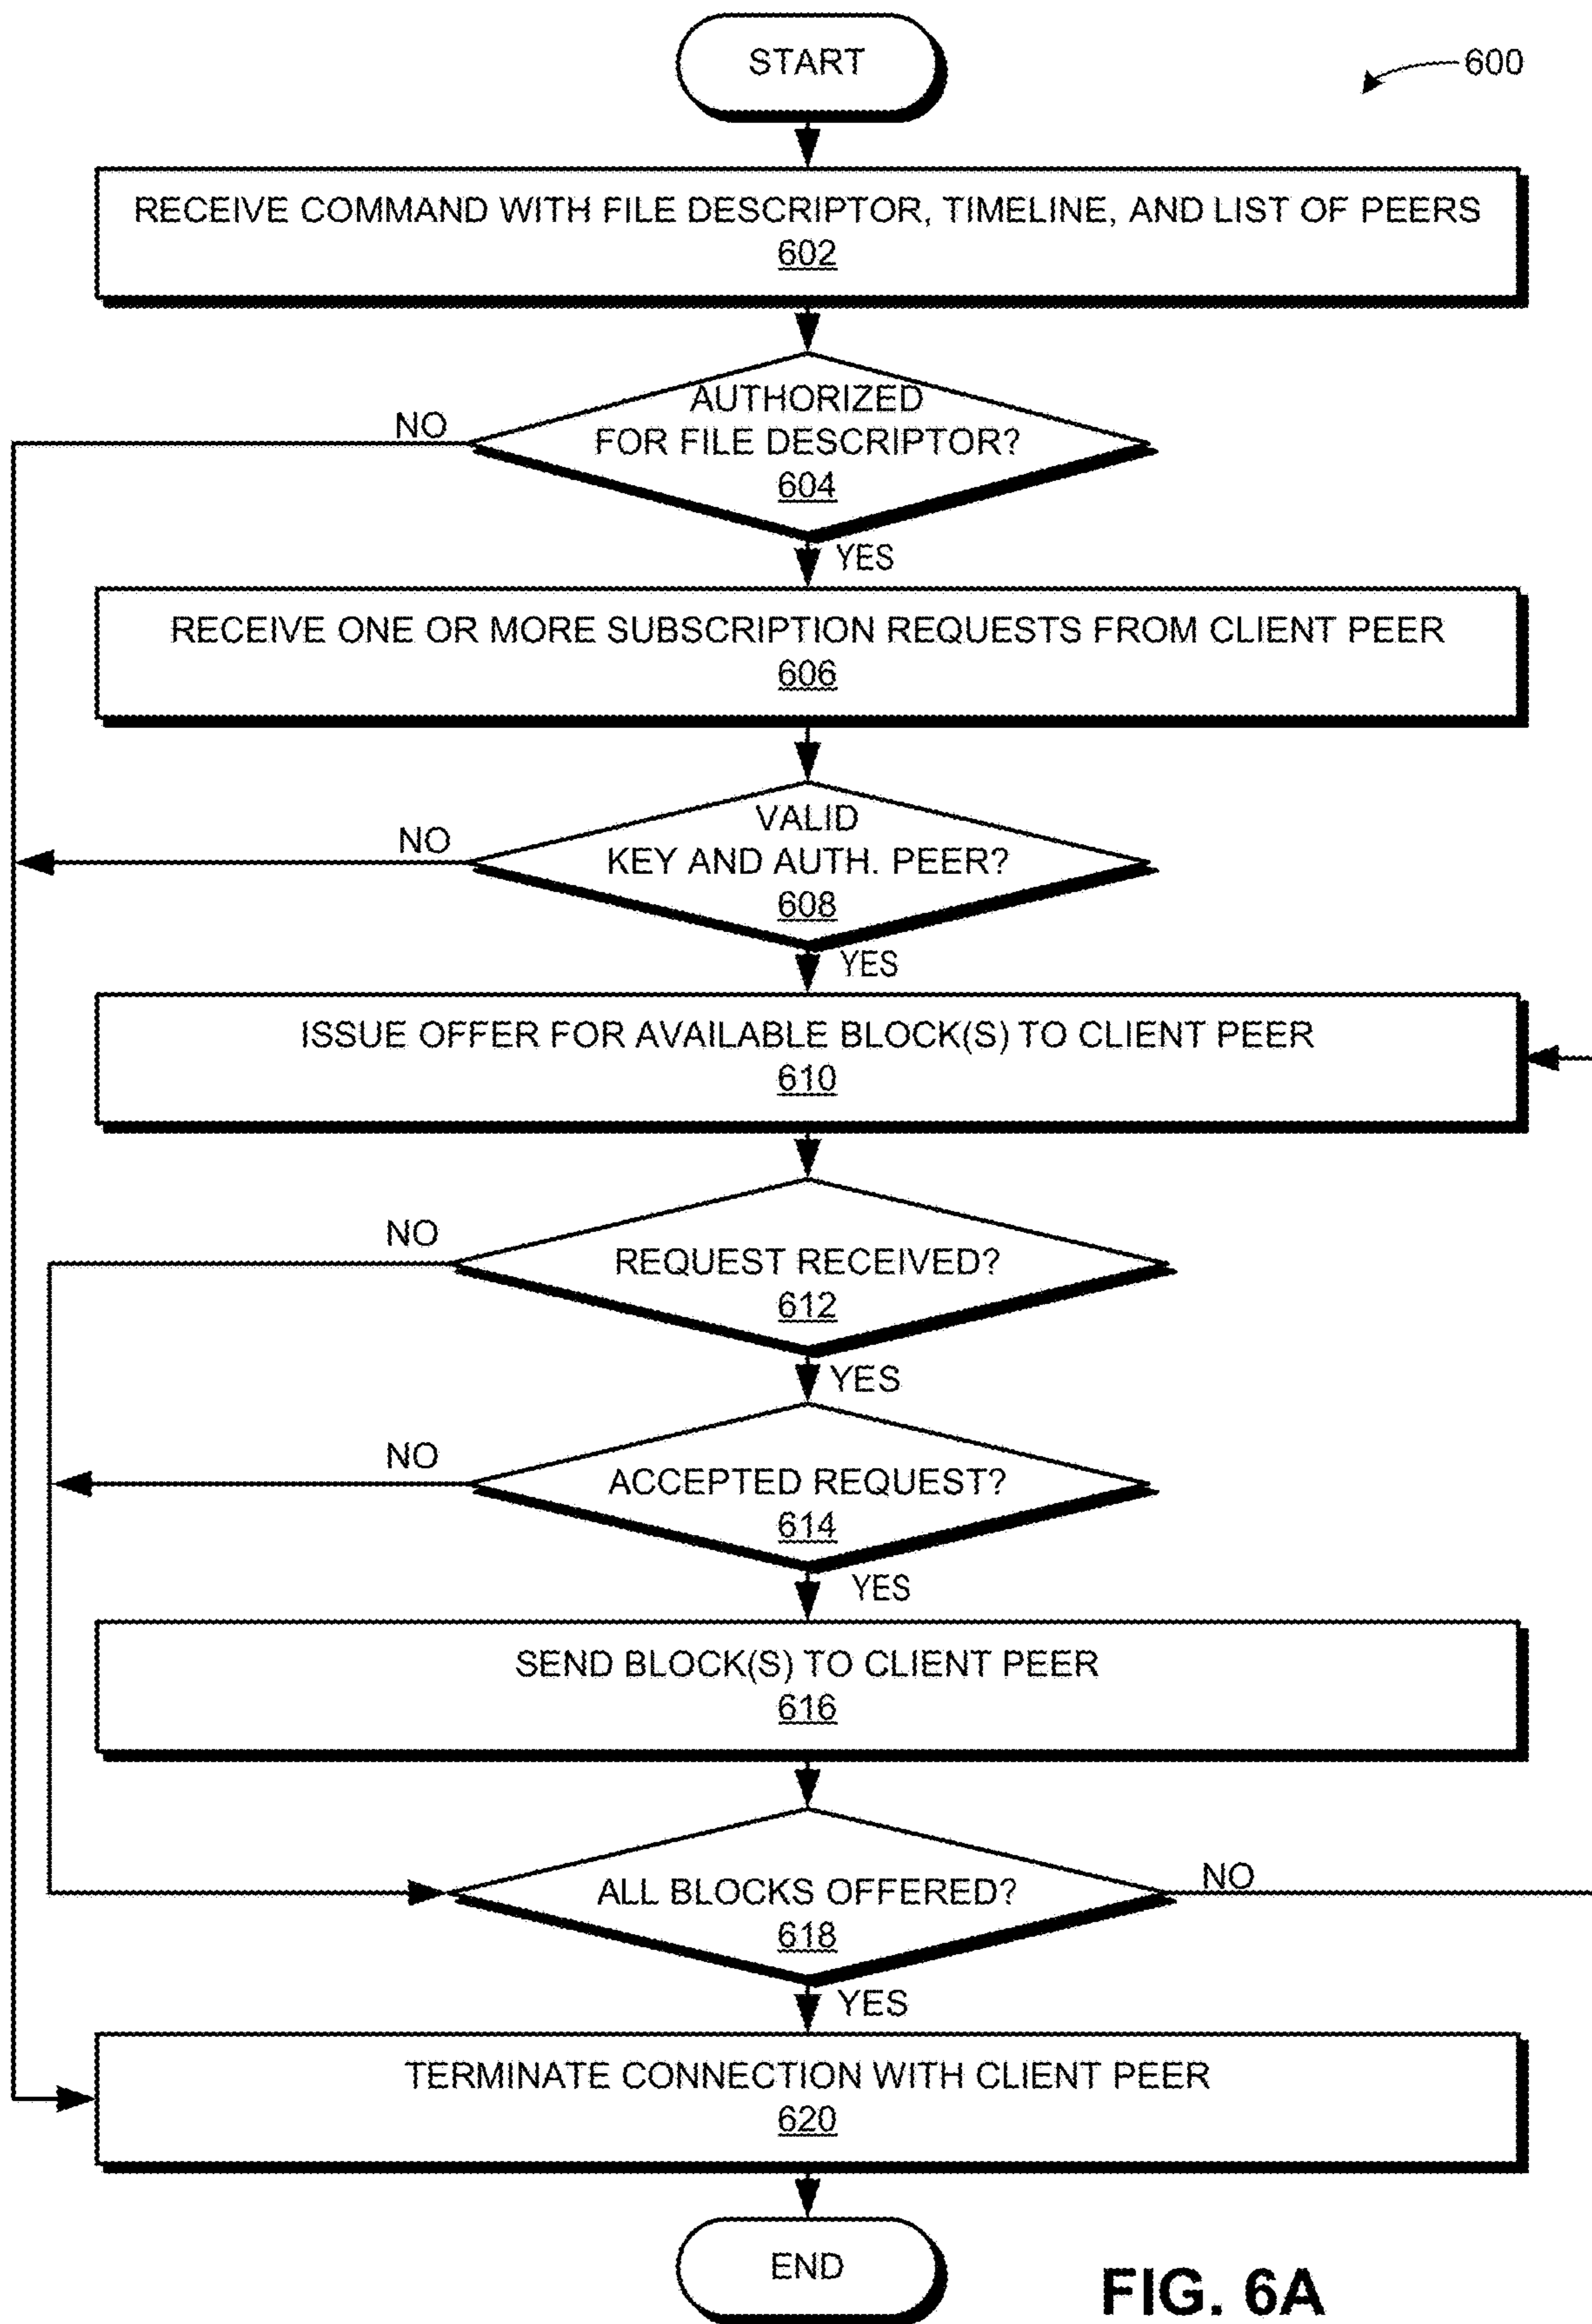 START
600
RECEIVE COMMAND WITH FILE DESCRIPTOR, TIMELINE, AND LIST OF PEERS
602
AUTHORIZED
FOR FILE DESCRIPTOR?
604
NO
YES
RECEIVE ONE OR MORE SUBSCRIPTION REQUESTS FROM CLIENT PEER
606
VALID
KEY AND AUTH. PEER?
608
NO
YES
ISSUE OFFER FOR AVAILABLE BLOCK(S) TO CLIENT PEER
610
NO
REQUEST RECEIVED?
612
YES
NO
ACCEPTED REQUEST?
614
YES
SEND BLOCK(S) TO CLIENT PEER
616
ALL BLOCKS OFFERED?
618
NO
YES
TERMINATE CONNECTION WITH CLIENT PEER
620
END
FIG. 6A